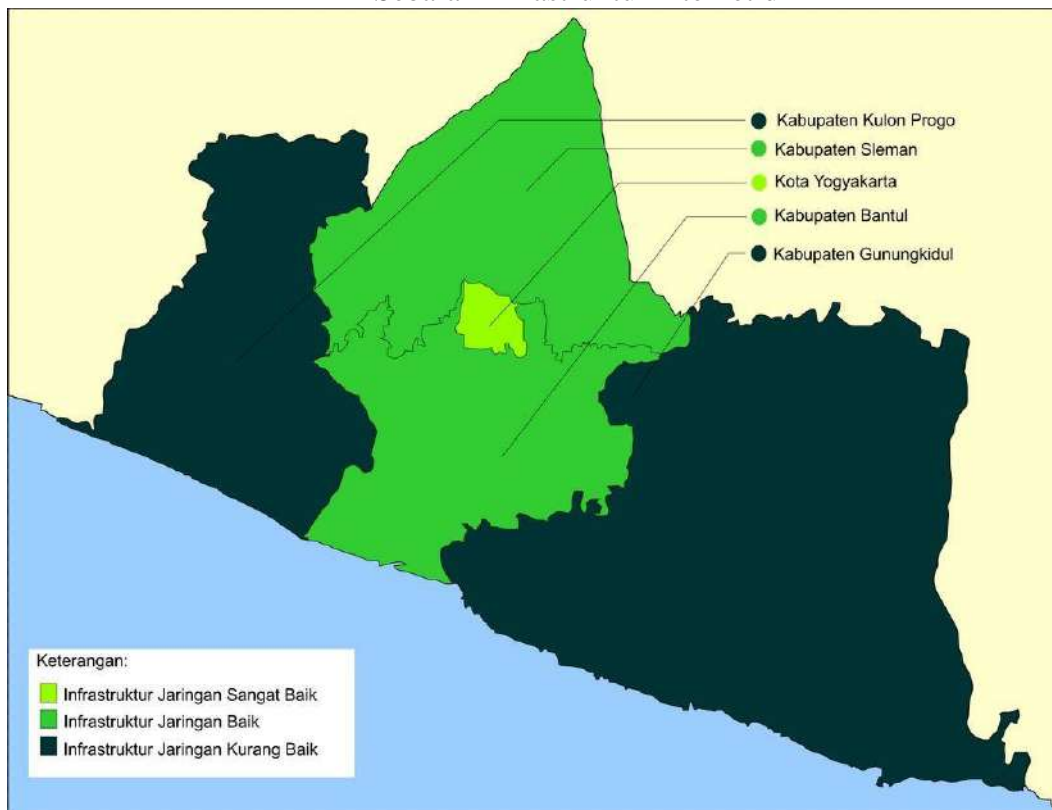 Kabupaten Kulon Progo
Kabupaten Sleman
Kota Yogyakarta
Kabupaten Bantul
Kabupaten Gunungkidul
Keterangan:
Infrastruktur Jaringan Sangat Baik
Infrastruktur Jaringan Baik
Infrastruktur Jaringan Kurang Baik